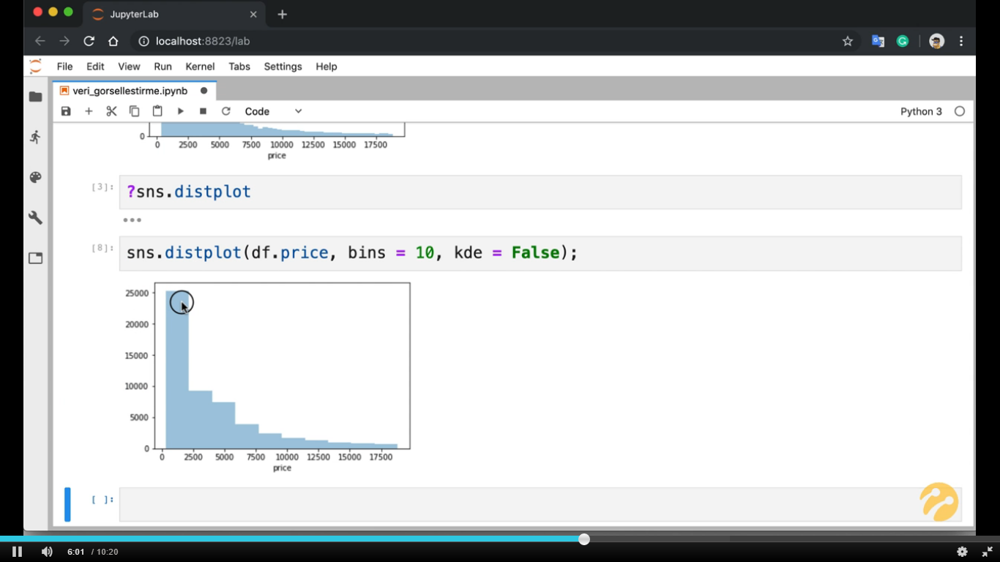 JupyterLab
localhost:8823/lab
File Edit View Run Kernel Tabs Settings Help
veri_gorsellestirme.ipynb
Code
Python 3
0
0 2500 5000 7500 10000 12500 15000 17500
price
[3]: ?sns.distplot
[8]: sns.distplot(df.price, bins = 10, kde = False);
25000
20000
15000
10000
5000
0
0 2500 5000 7500 10000 12500 15000 17500
price
[ ]:
6:01 / 10:20